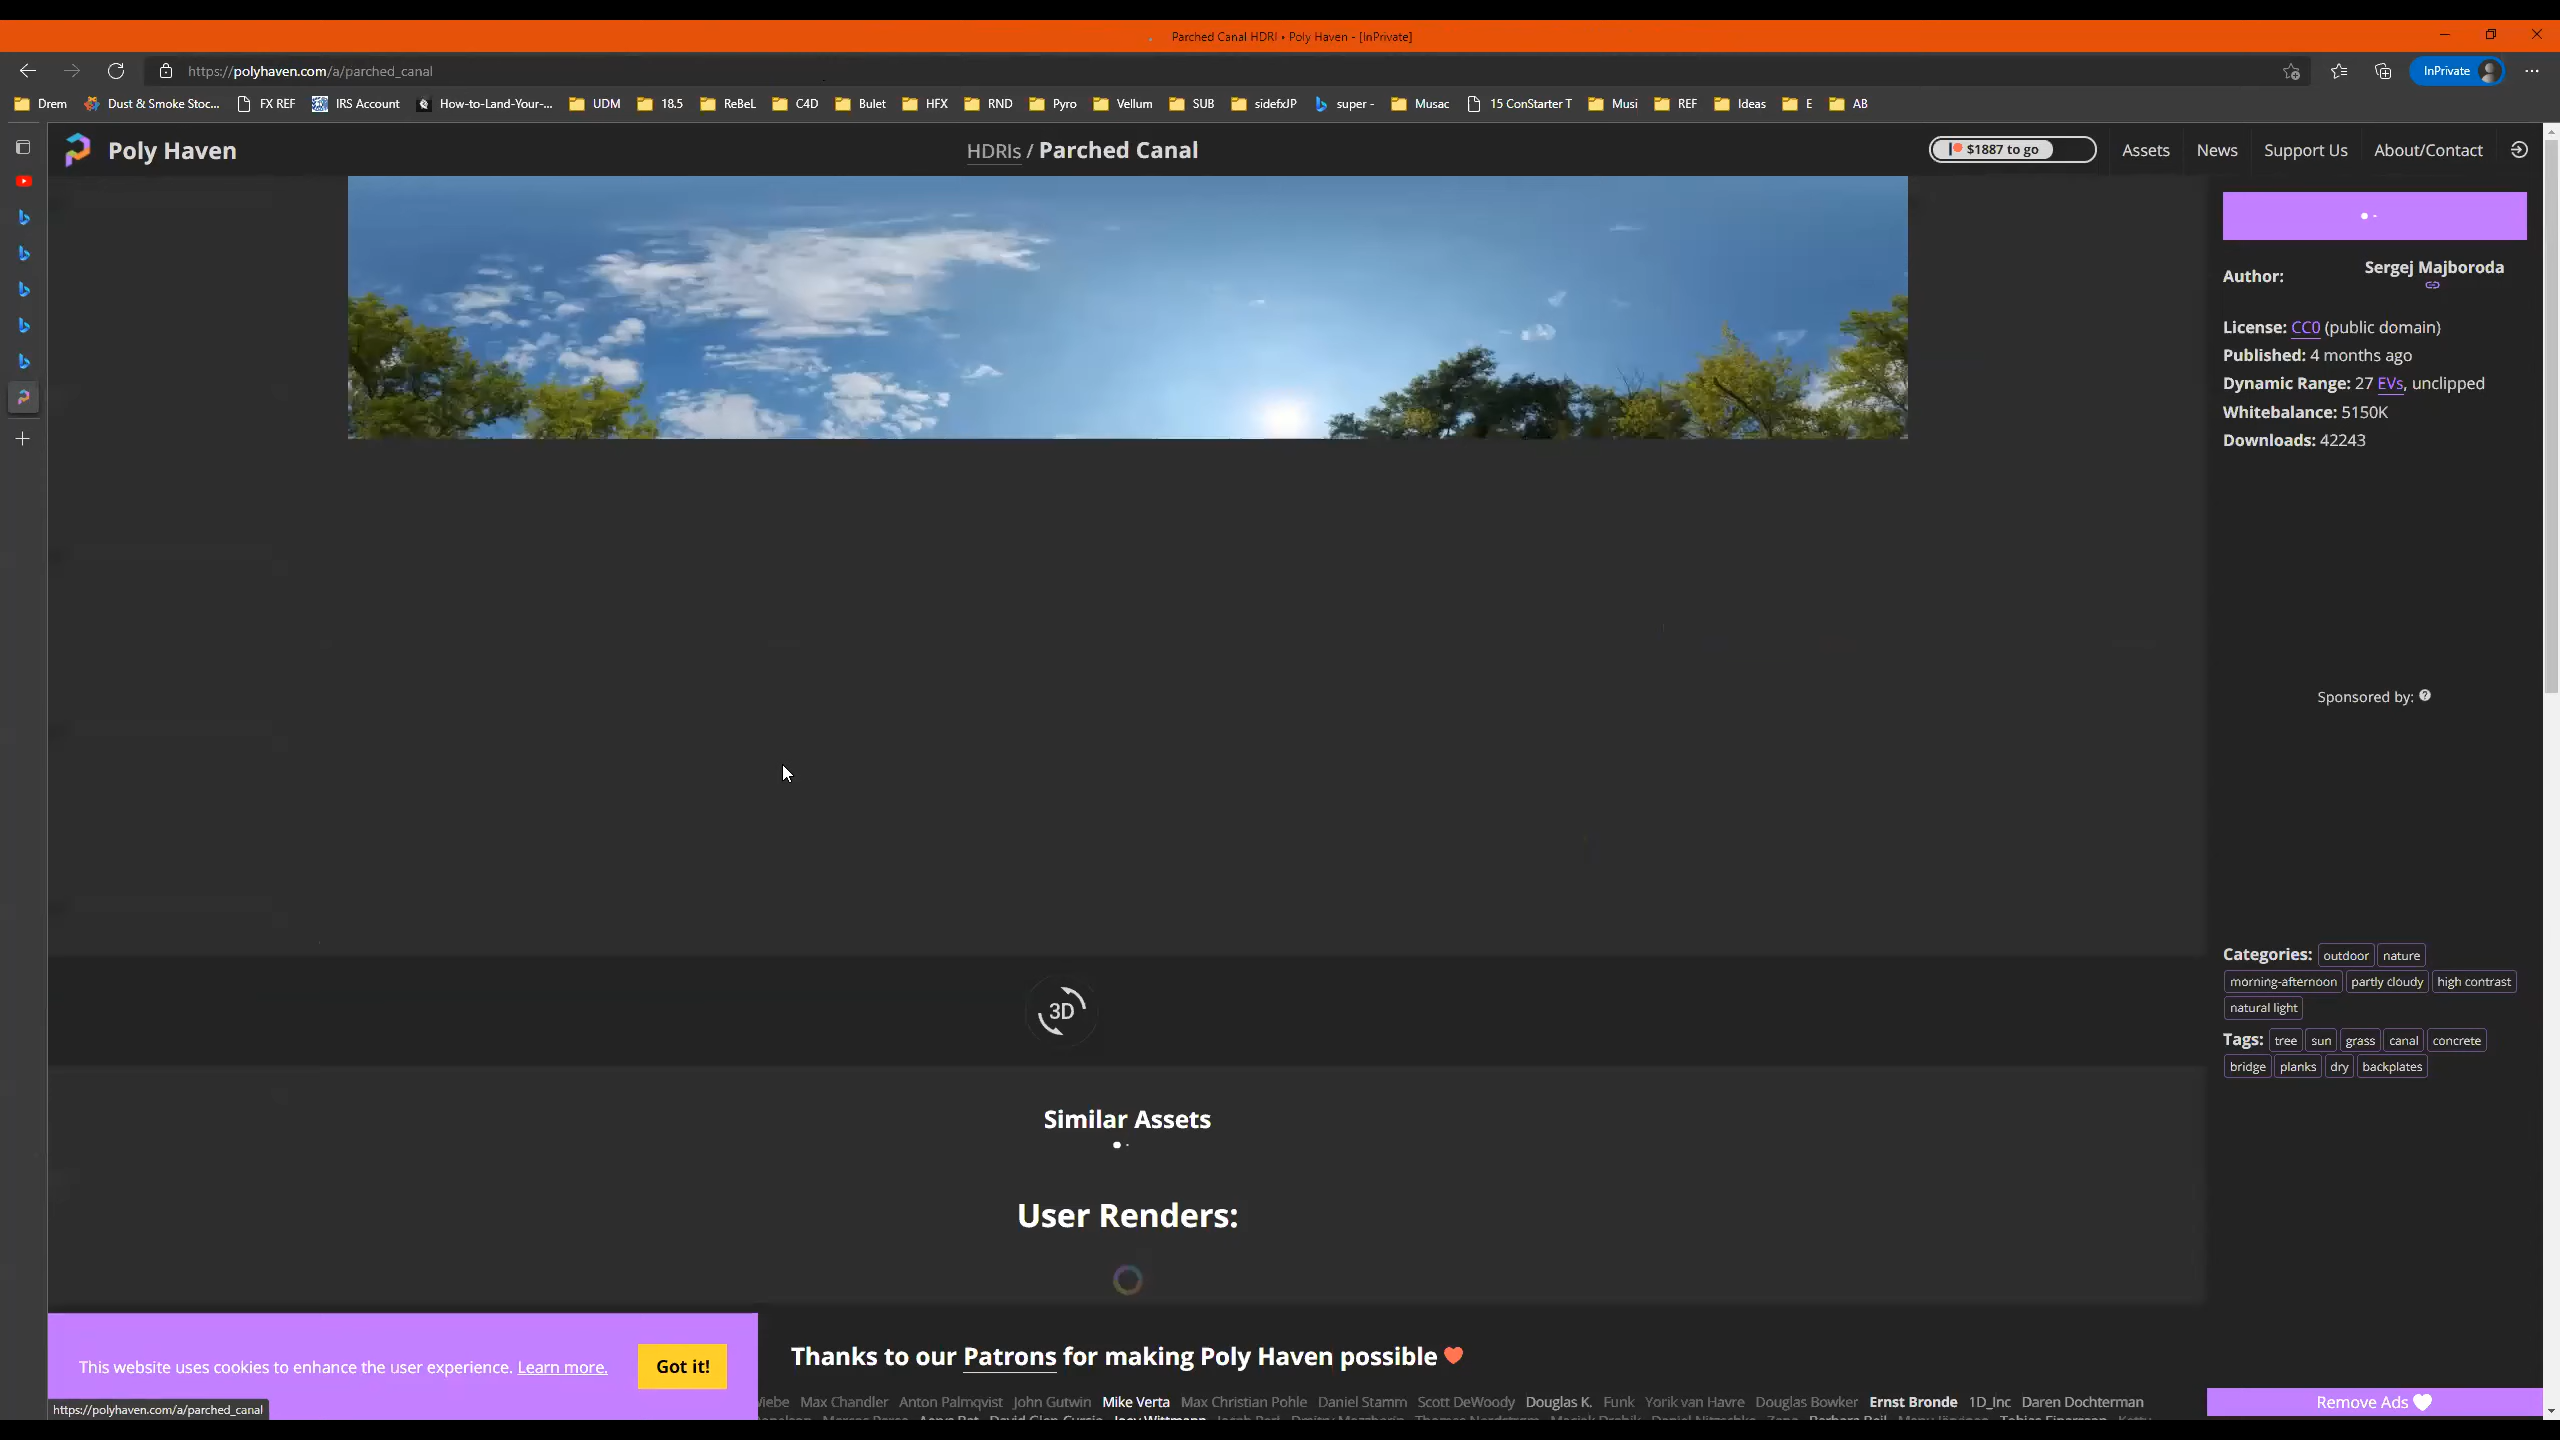 Parched Canal HDRI • Poly Haven - [InPrivate]
https://polyhaven.com/a/parched_canal
InPrivate
Drem
Dust & Smoke Stoc...
FX REF
IRS Account
How-to-Land-Your-...
UDM
18.5
ReBeL
C4D
Bulet
HFX
RND
Pyro
Vellum
SUB
sidefxJP
super -
Musac
15 ConStarter T
Musi
REF
Ideas
E
AB
Poly Haven
HDRIs / Parched Canal
$1887 to go
Assets
News
Support Us
About/Contact
Author: Sergej Majboroda
License: CC0 (public domain)
Published: 4 months ago
Dynamic Range: 27 EVs, unclipped
Whitebalance: 5150K
Downloads: 42243
Sponsored by:
Categories: outdoor nature
morning-afternoon partly cloudy high contrast
natural light
Tags: tree sun grass canal concrete
bridge planks dry backplates
3D
Similar Assets
User Renders:
This website uses cookies to enhance the user experience. Learn more.
Got it!
https://polyhaven.com/a/parched_canal
Thanks to our Patrons for making Poly Haven possible
Max Chandler Anton Palmqvist John Gutwin Mike Verta Max Christian Pohle Daniel Stamm Scott DeWoody Douglas K. Funk Yorik van Havre Douglas Bowker Ernst Bronde 1D_Inc Daren Dochterman
Remove Ads